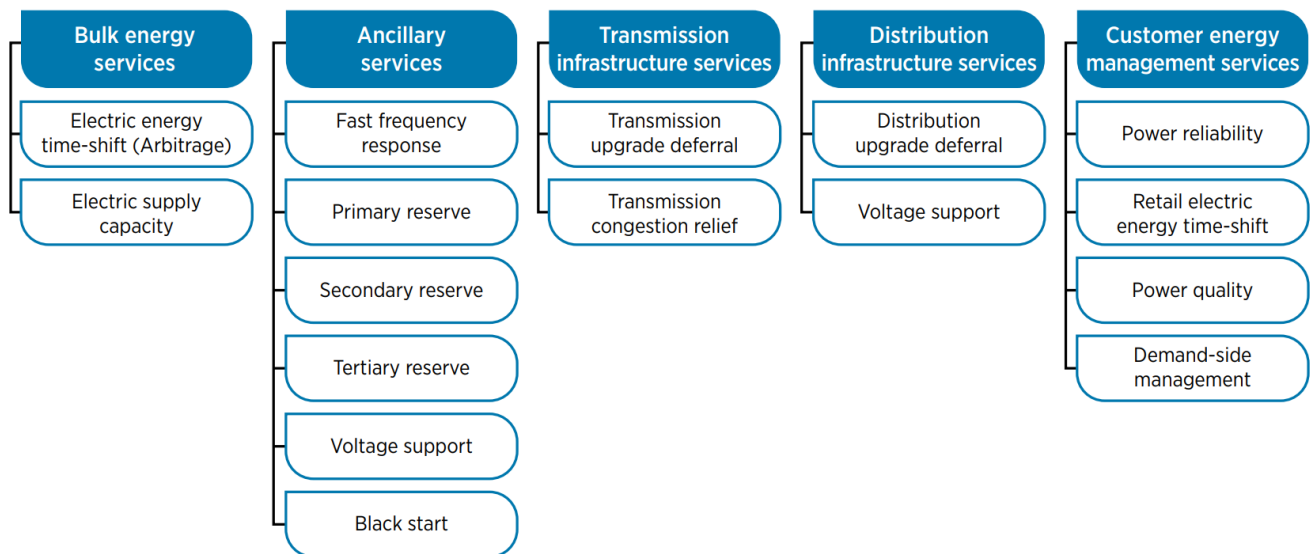 Bulk energy
services
Electric energy
time-shift (Arbitrage)
Electric supply
capacity
Ancillary
services
Fast frequency
response
Primary reserve
Secondary reserve
Tertiary reserve
Voltage support
Black start
Transmission
infrastructure services
Transmission
upgrade deferral
Transmission
congestion relief
Distribution
infrastructure services
Distribution
upgrade deferral
Voltage support
Customer energy
management services
Power reliability
Retail electric
energy time-shift
Power quality
Demand-side
management